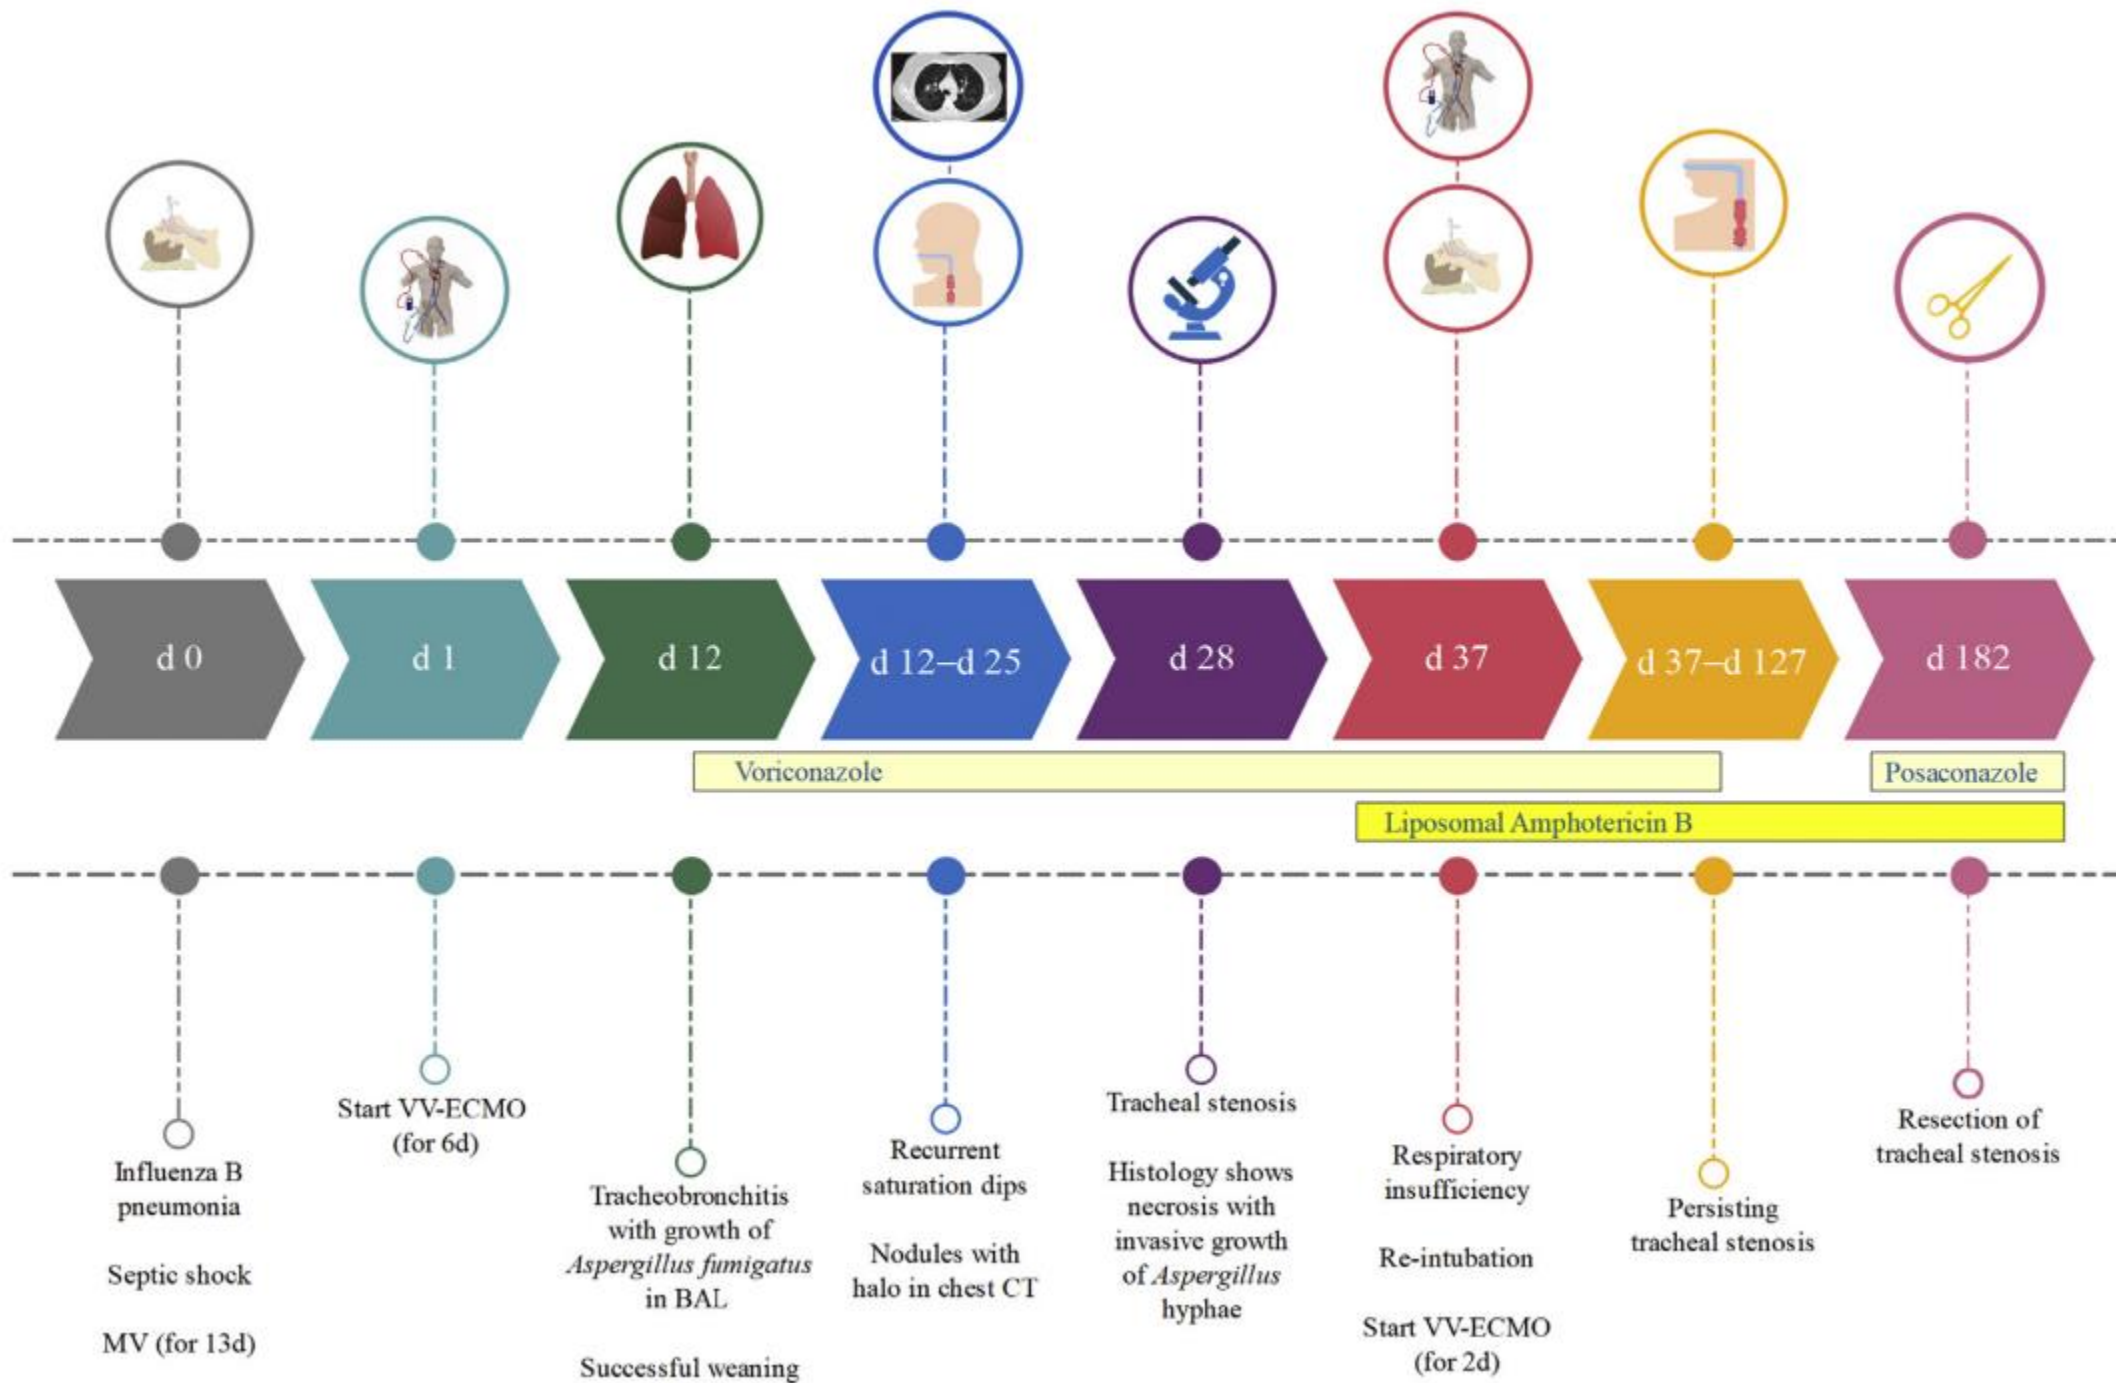 d 0
d 1
d 12
d 12–d 25
d 28
d 37
d 37–d 127
d 182
Voriconazole
Posaconazole
Liposomal Amphotericin B
Influenza B
pneumonia
Septic shock
MV (for 13d)
Start VV-ECMO
(for 6d)
Tracheobronchitis
with growth of
Aspergillus fumigatus
in BAL
Successful weaning
Recurrent
saturation dips
Nodules with
halo in chest CT
Tracheal stenosis
Histology shows
necrosis with
invasive growth
of Aspergillus
hyphae
Respiratory
insufficiency
Re-intubation
Start VV-ECMO
(for 2d)
Persisting
tracheal stenosis
Resection of
tracheal stenosis